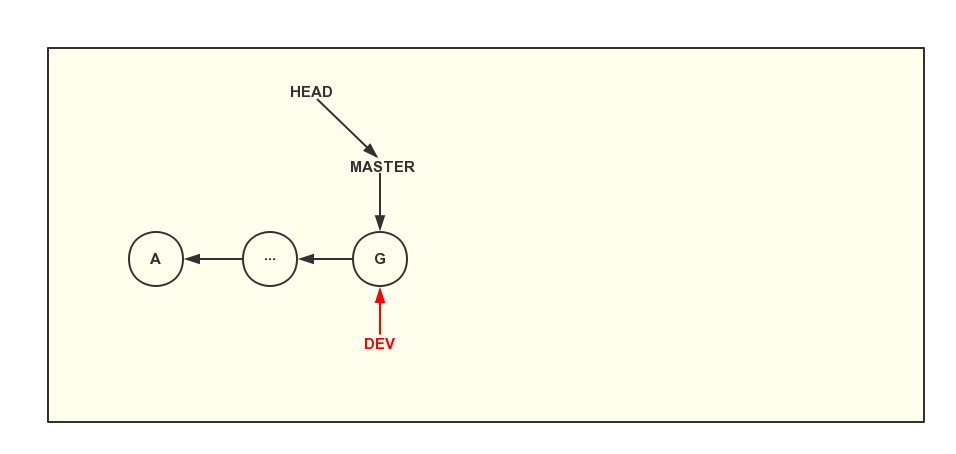 HEAD
MASTER
A
...
G
DEV